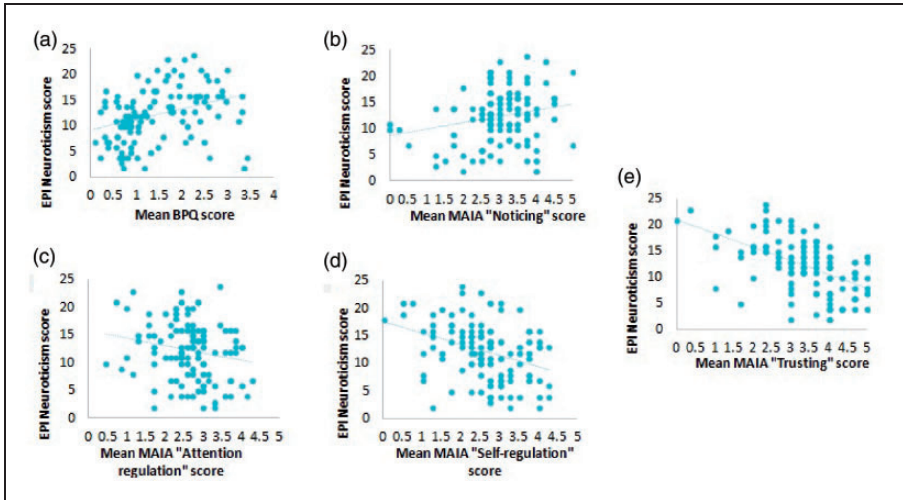 (a)
25
20
15
10
5
0
EPI Neuroticism score
0 0.5 1 1.5 2 2.5 3 3.5 4
Mean BPQ score
(b)
25
20
15
10
5
0
EPI Neuroticism score
0 0.5 1 1.5 2 2.5 3 3.5 4 4.5 5
Mean MAIA "Noticing" score
(c)
25
20
15
10
5
0
EPI Neuroticism score
0 0.5 1 1.5 2 2.5 3 3.5 4 4.5 5
Mean MAIA "Attention
regulation" score
(d)
25
20
15
10
5
0
EPI Neuroticism score
0 0.5 1 1.5 2 2.5 3 3.5 4 4.5 5
Mean MAIA "Self-regulation"
score
(e)
25
20
15
10
5
0
EPI Neuroticism score
0 0.5 1 1.5 2 2.5 3 3.5 4 4.5 5
Mean MAIA "Trusting" score